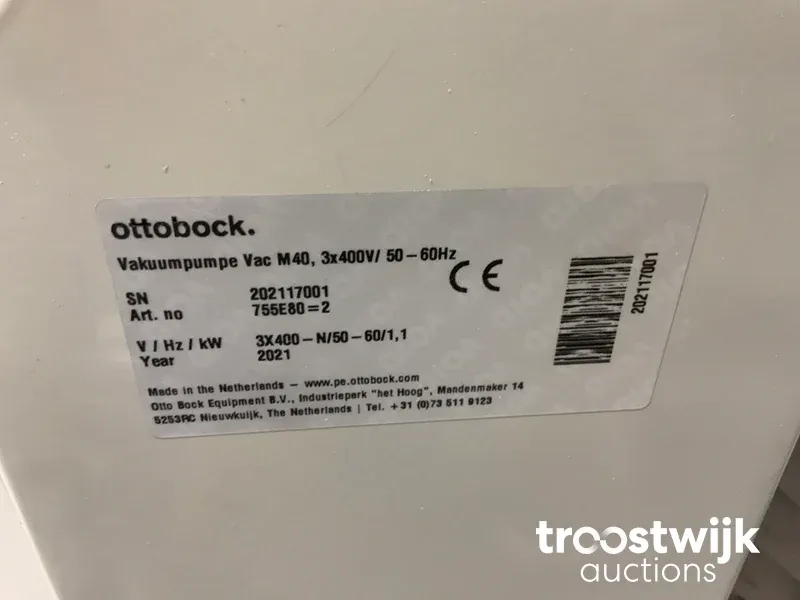 ottobock.
Vakuumpumpe Vac M40, 3x400V/ 50-60Hz
CE
SN 202117001
Art. no 755E80=2
V / Hz / kW 3X400-N/50-60/1,1
Year 2021
202117001
Made in the Netherlands - www.pe.ottobock.com
Otto Bock Equipment B.V., Industriepark "het Hoog", Mandenmaker 14
5253RC Nieuwkuijk, The Netherlands | Tel. +31 (0)73 511 9123
troostwijk
auctions